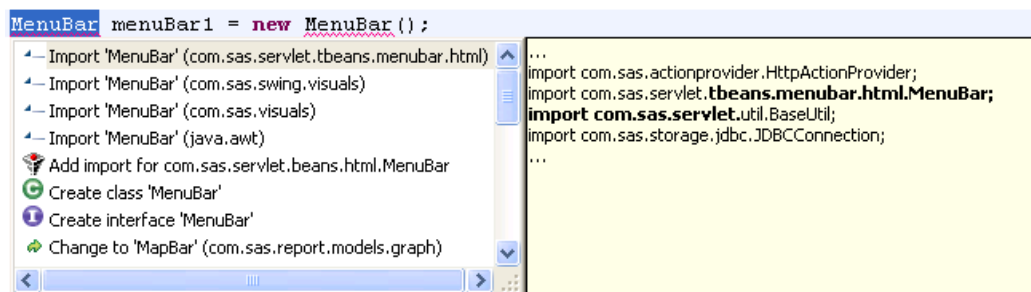 MenuBar menuBar1 = new MenuBar();
Import 'MenuBar' (com.sas.servlet.tbeans.menubar.html)
Import 'MenuBar' (com.sas.swing.visuals)
Import 'MenuBar' (com.sas.visuals)
Import 'MenuBar' (java.awt)
Add import for com.sas.servlet.beans.html.MenuBar
Create class 'MenuBar'
Create interface 'MenuBar'
Change to 'MapBar' (com.sas.report.models.graph)
...
import com.sas.actionprovider.HttpActionProvider;
import com.sas.servlet.tbeans.menubar.html.MenuBar;
import com.sas.servlet.util.BaseUtil;
import com.sas.storage.jdbc.JDBCConnection;
...